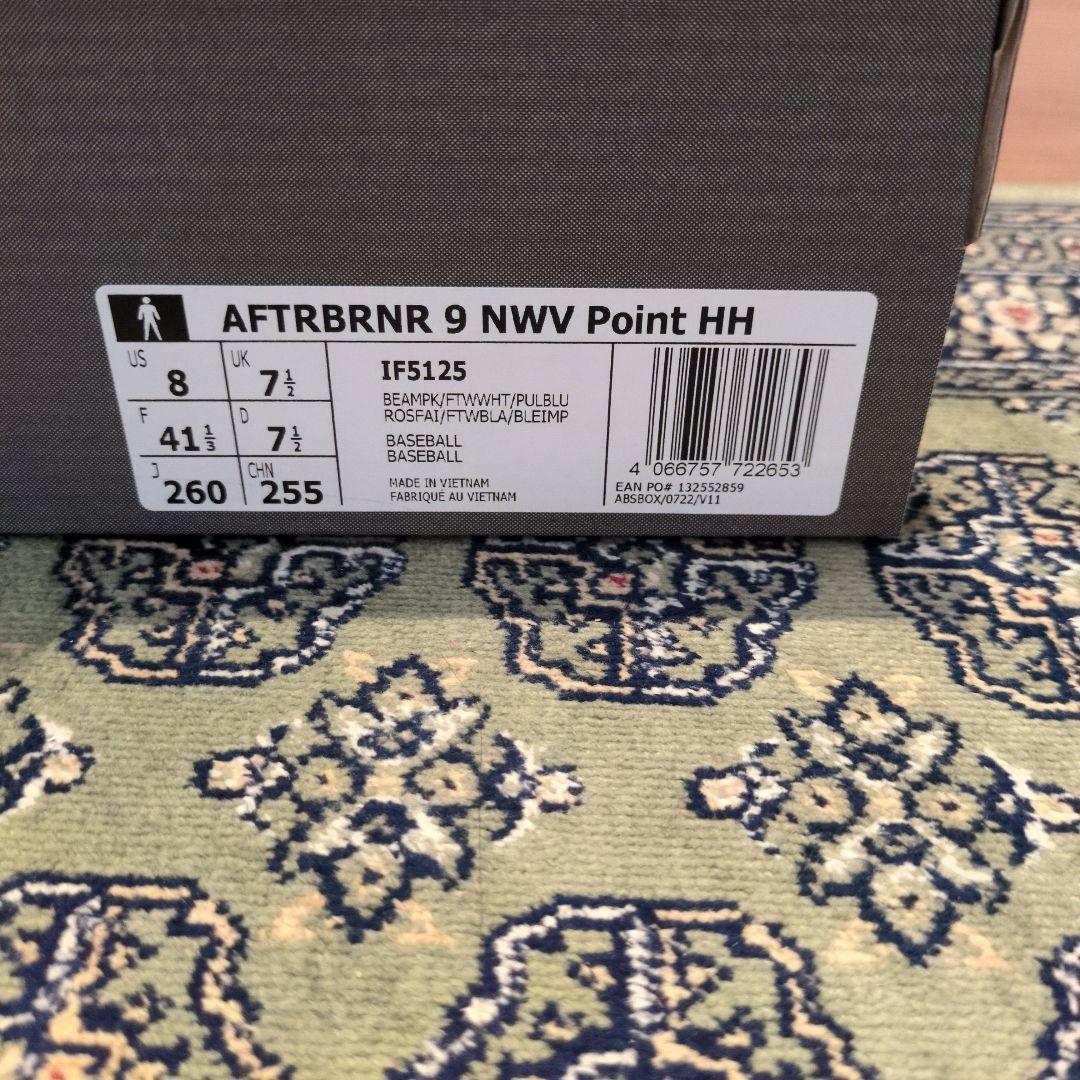 AFTRBRNR 9 NWV Point HH
US 8 UK 7 1/2
F 41 1/3 D 7 1/2
J 260 CHN 255
IF5125
BEAMPK/FTWWHT/PULBLU
ROSFAI/FTWBLA/BLEIMP
BASEBALL
BASEBALL
MADE IN VIETNAM
FABRIQUÉ AU VIETNAM
4 066757 722653
EAN PO# 132552859
ABSBOX/0722/V11